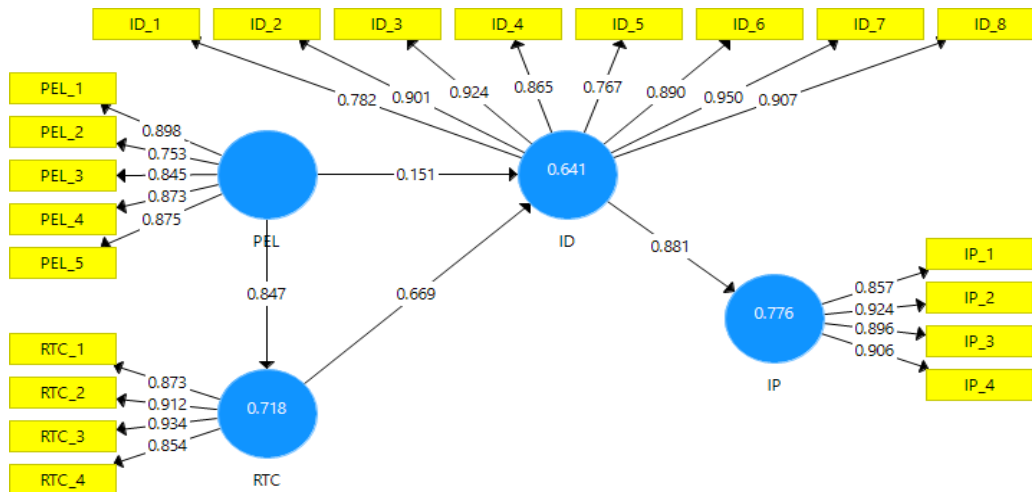 ID_1
ID_2
ID_3
ID_4
ID_5
ID_6
ID_7
ID_8
0.782
0.901
0.924
0.865
0.767
0.890
0.950
0.907
PEL_1
PEL_2
PEL_3
PEL_4
PEL_5
0.898
0.753
0.845
0.873
0.875
PEL
0.151
0.641
ID
0.847
0.669
0.881
RTC_1
RTC_2
RTC_3
RTC_4
0.873
0.912
0.934
0.854
0.718
RTC
0.776
IP
0.857
0.924
0.896
0.906
IP_1
IP_2
IP_3
IP_4